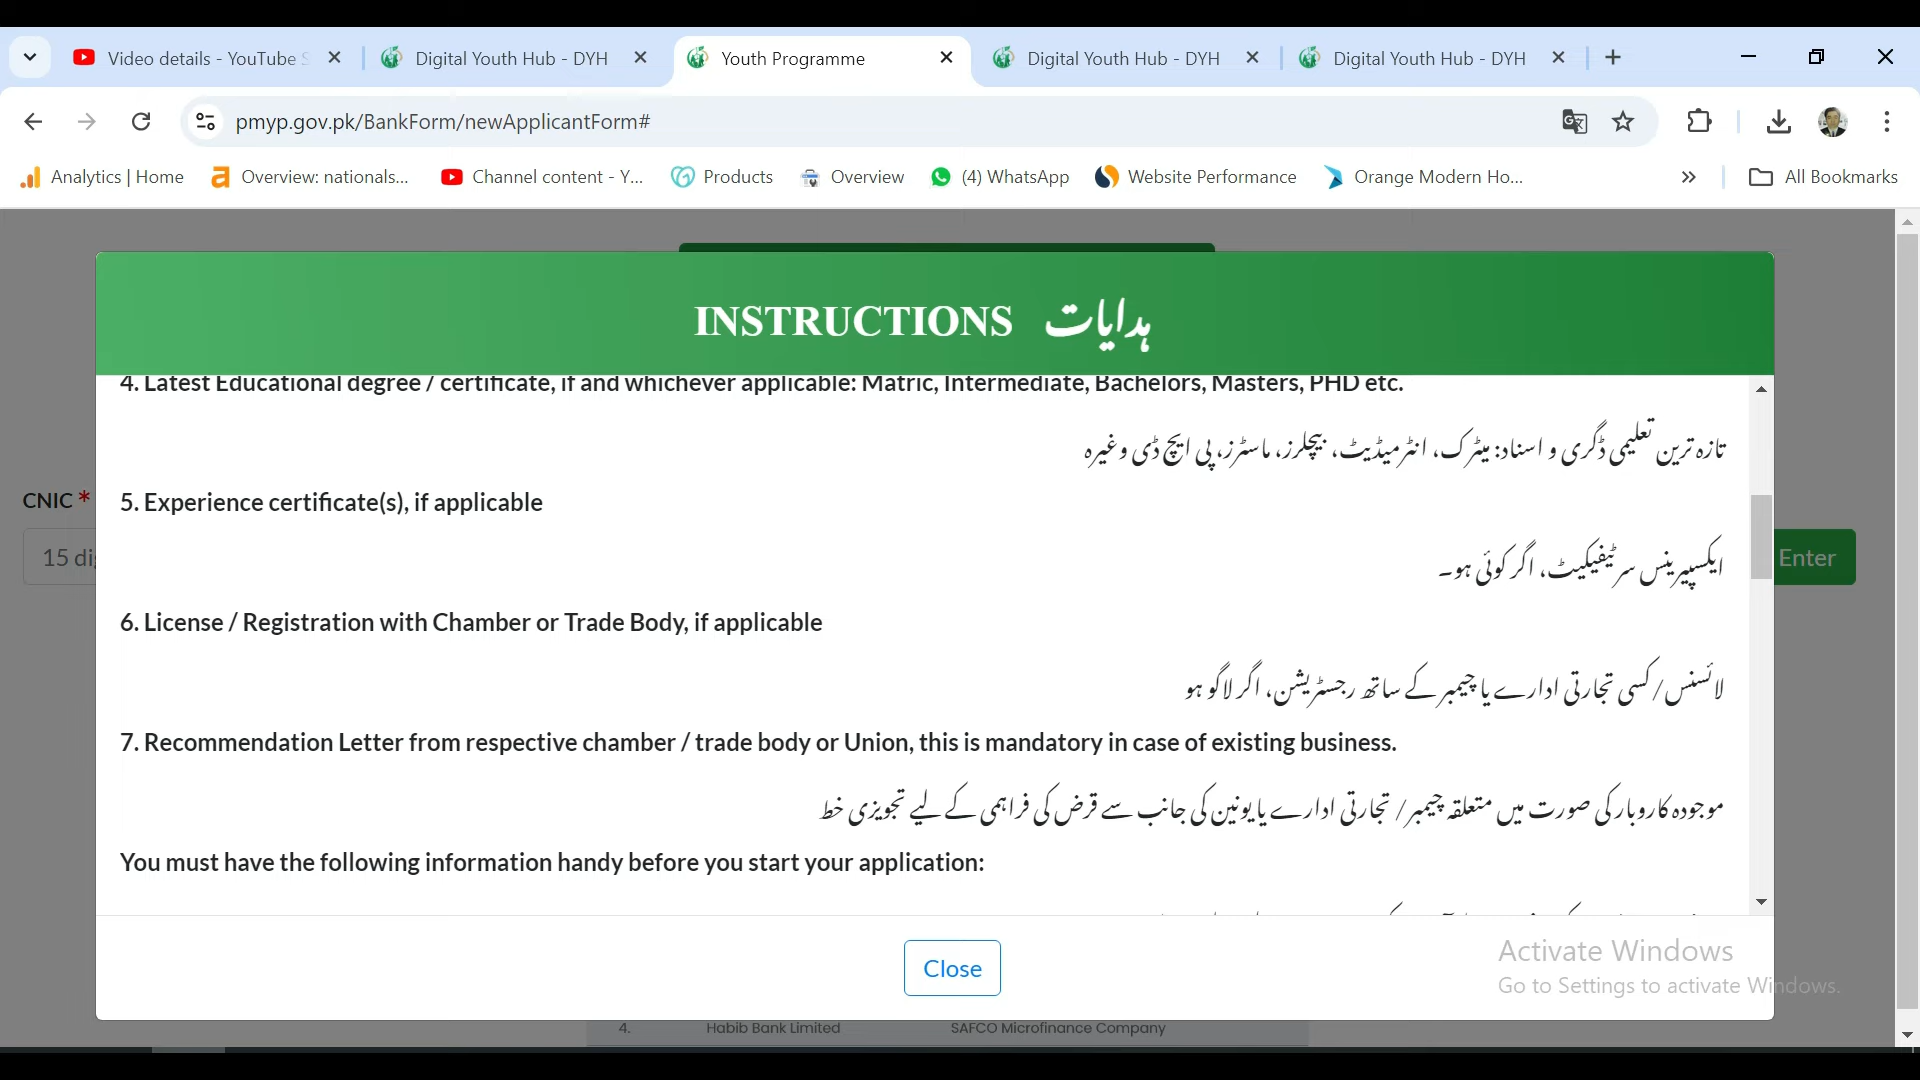 Video details - YouTube S
Digital Youth Hub - DYH
Youth Programme
Digital Youth Hub - DYH
Digital Youth Hub - DYH
pmyp.gov.pk/BankForm/newApplicantForm#
Analytics | Home
Overview: nationals...
Channel content - Y...
Products
Overview
(4) WhatsApp
Website Performance
Orange Modern Ho...
All Bookmarks
INSTRUCTIONS ہدایات
4. Latest Educational degree / certificate, if and whichever applicable: Matric, Intermediate, Bachelors, Masters, PHD etc.
تازہ ترین تعلیمی ڈگری و اسناد: میٹرک، انٹرمیڈیٹ، بیچلرز، ماسٹرز، پی ایچ ڈی وغیرہ
CNIC *
5. Experience certificate(s), if applicable
15 di
Enter
ایکسپیرینس سرٹیفیکیٹ، اگر کوئی ہو۔
6. License / Registration with Chamber or Trade Body, if applicable
لائسنس/کسی تجارتی ادارے یا چیمبر کے ساتھ رجسٹریشن، اگر لاگو ہو
7. Recommendation Letter from respective chamber / trade body or Union, this is mandatory in case of existing business.
موجودہ کاروبار کی صورت میں متعلقہ چیمبر/ تجارتی ادارے یا یونین کی جانب سے قرض کی فراہمی کے لیے تجویزی خط
You must have the following information handy before you start your application:
Close
Activate Windows
Go to Settings to activate Windows.
4. Habib Bank Limited SAFCO Microfinance Company